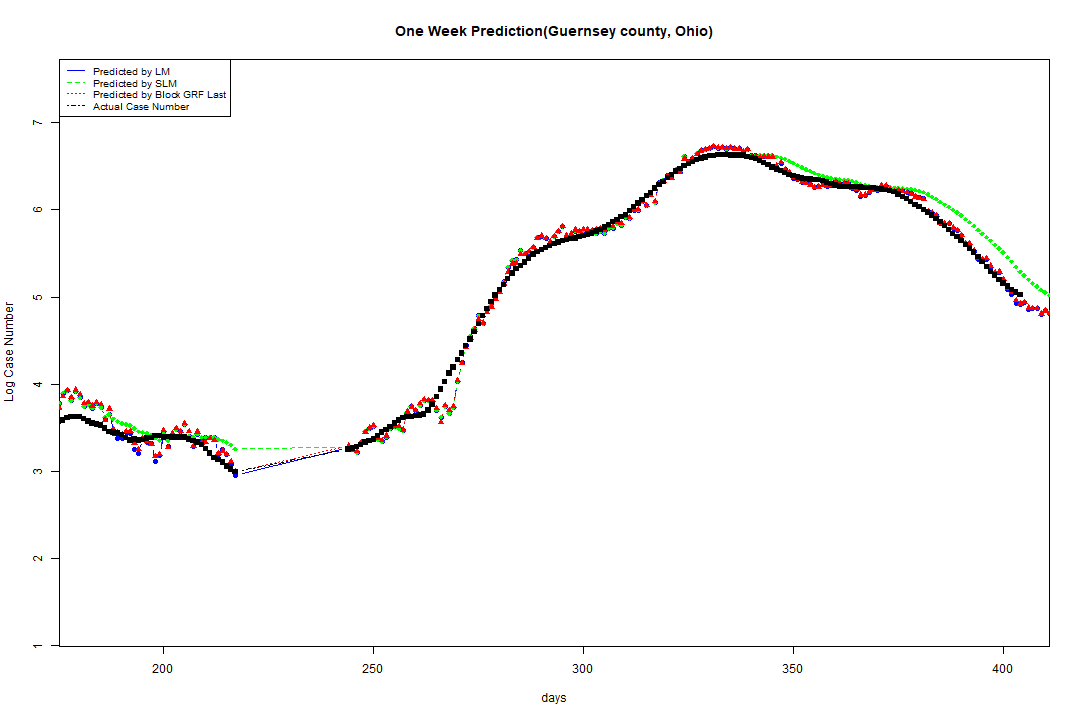 One Week Prediction(Guernsey county, Ohio)
Predicted by LM
Predicted by SLM
Predicted by Block GRF Last
Actual Case Number
7
6
5
4
3
2
1
Log Case Number
200 250 300 350 400
days